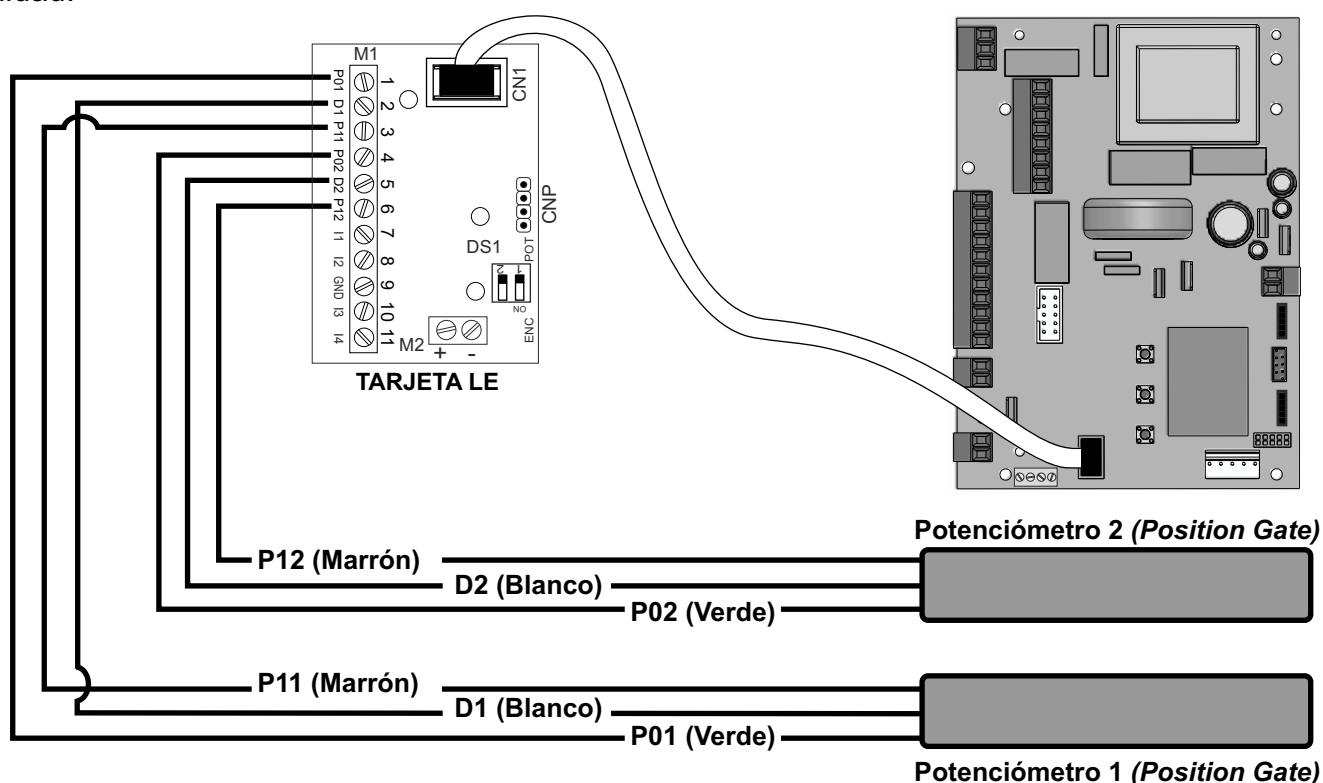 M1
CN1
P01 1
D1 2
P11 3
P02 4
D2 5
P12 6
I1 7
I2 8
GND 9
I3 10
I4 11
CNP
DS1
POT
2 1
ON
ENC
M2
+ -
TARJETA LE
Potenciómetro 2 (Position Gate)
P12 (Marrón)
D2 (Blanco)
P02 (Verde)
P11 (Marrón)
D1 (Blanco)
P01 (Verde)
Potenciómetro 1 (Position Gate)